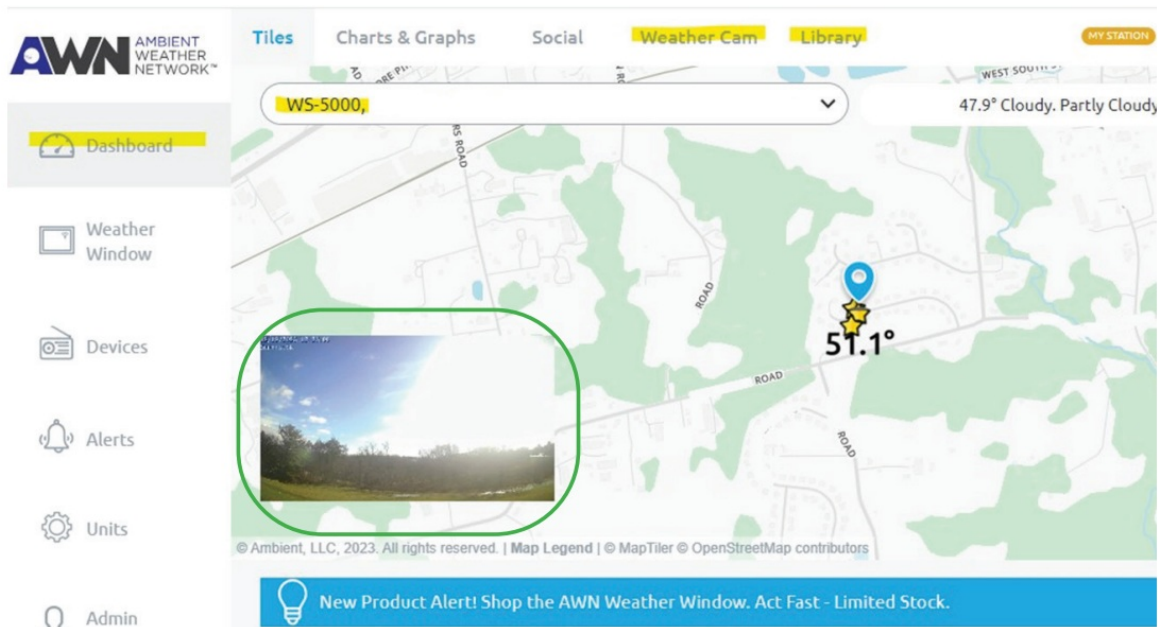 AWN AMBIENT
WEATHER
NETWORK™
Tiles
Charts & Graphs
Social
Weather Cam
Library
MY STATION
WEST
WS-5000,
47.9° Cloudy. Partly Cloudy
RS ROAD
Dashboard
Weather
Window
Devices
Alerts
Units
Admin
ROAD
51.1°
ROAD
ROAD
© Ambient, LLC, 2023. All rights reserved. | Map Legend | © MapTiler © OpenStreetMap contributors
New Product Alert! Shop the AWN Weather Window. Act Fast - Limited Stock.